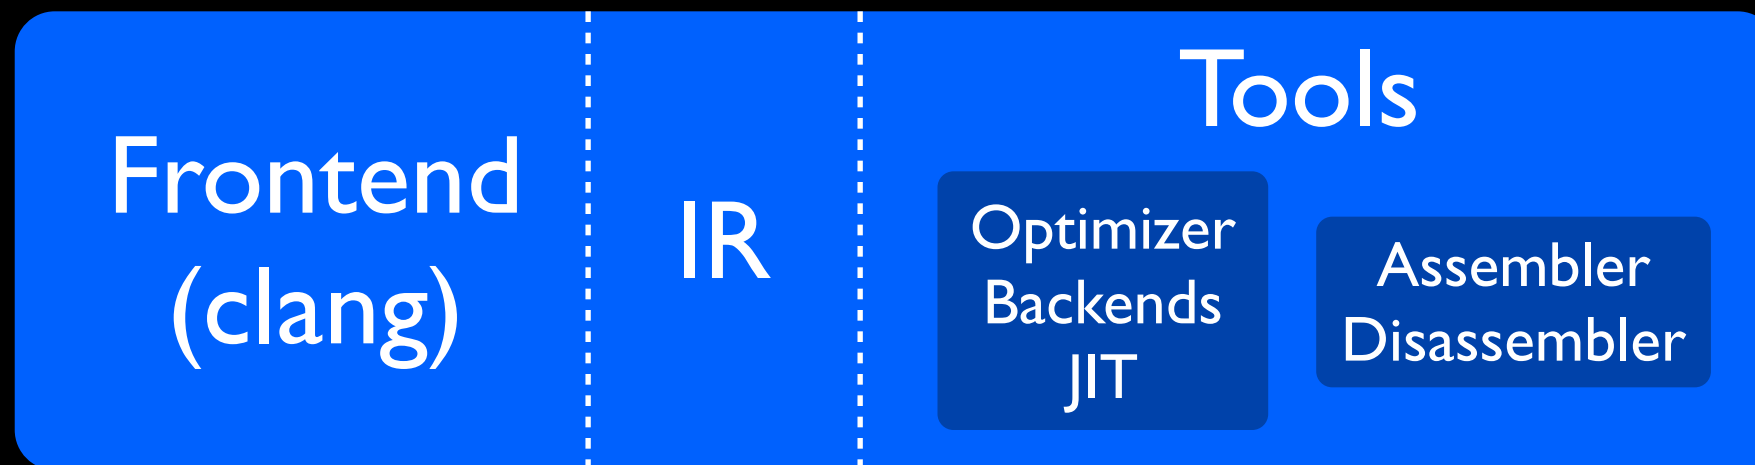 Frontend
(clang)
IR
Tools
Optimizer
Backends
JIT
Assembler
Disassembler